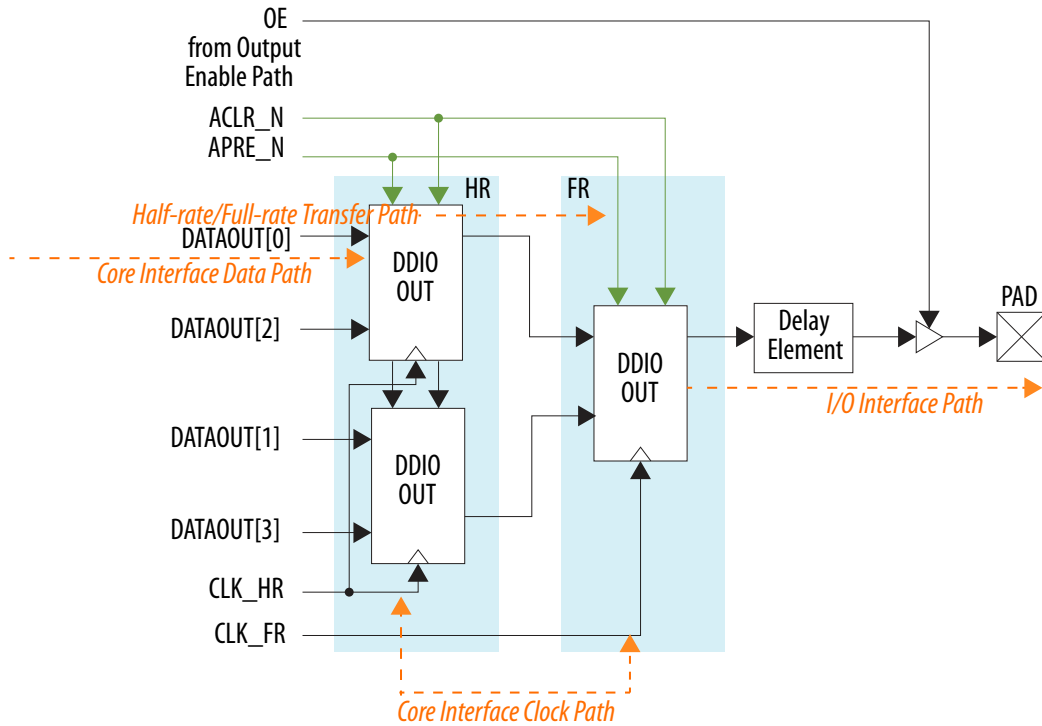 OE
from Output
Enable Path
ACLR_N
APRE_N
HR
FR
Half-rate/Full-rate Transfer Path
DATAOUT[0]
Core Interface Data Path
DDIO
OUT
DATAOUT[2]
PAD
Delay
Element
DDIO
OUT
I/O Interface Path
DATAOUT[1]
DDIO
OUT
DATAOUT[3]
CLK_HR
CLK_FR
Core Interface Clock Path